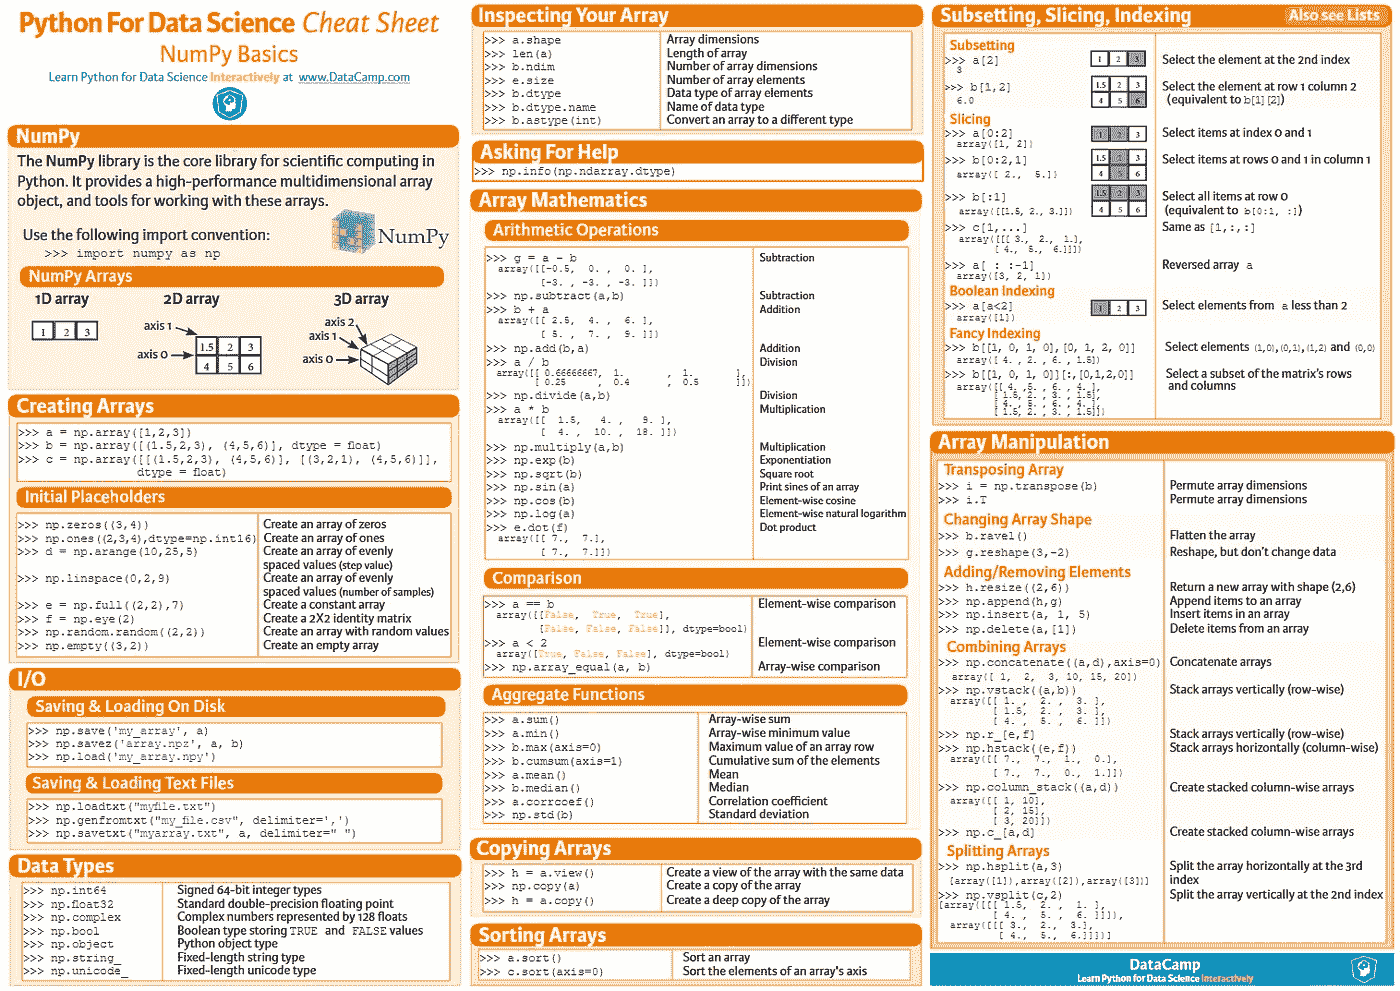 Python For Data Science Cheat Sheet
NumPy Basics
Learn Python for Data Science Interactively at www.DataCamp.com
NumPy
The NumPy library is the core library for scientific computing in
Python. It provides a high-performance multidimensional array
object, and tools for working with these arrays.
Use the following import convention:
>>> import numpy as np
NumPy
NumPy Arrays
1D array
2D array
3D array
1 2 3
axis 1
axis 0
1.5 2 3
4 5 6
axis 2
axis 1
axis 0
Creating Arrays
>>> a = np.array([1,2,3])
>>> b = np.array([(1.5,2,3), (4,5,6)], dtype = float)
>>> c = np.array([[(1.5,2,3), (4,5,6)], [(3,2,1), (4,5,6)]],
dtype = float)
Initial Placeholders
>>> np.zeros((3,4)) Create an array of zeros
>>> np.ones((2,3,4),dtype=np.int16) Create an array of ones
>>> d = np.arange(10,25,5) Create an array of evenly
spaced values (step value)
>>> np.linspace(0,2,9) Create an array of evenly
spaced values (number of samples)
>>> e = np.full((2,2),7) Create a constant array
>>> f = np.eye(2) Create a 2X2 identity matrix
>>> np.random.random((2,2)) Create an array with random values
>>> np.empty((3,2)) Create an empty array
I/O
Saving & Loading On Disk
>>> np.save('my_array', a)
>>> np.savez('array.npz', a, b)
>>> np.load('my_array.npy')
Saving & Loading Text Files
>>> np.loadtxt("myfile.txt")
>>> np.genfromtxt("my_file.csv", delimiter=',')
>>> np.savetxt("myarray.txt", a, delimiter=" ")
Data Types
>>> np.int64 Signed 64-bit integer types
>>> np.float32 Standard double-precision floating point
>>> np.complex Complex numbers represented by 128 floats
>>> np.bool Boolean type storing TRUE and FALSE values
>>> np.object Python object type
>>> np.string_ Fixed-length string type
>>> np.unicode_ Fixed-length unicode type
Inspecting Your Array
>>> a.shape Array dimensions
>>> len(a) Length of array
>>> b.ndim Number of array dimensions
>>> e.size Number of array elements
>>> b.dtype Data type of array elements
>>> b.dtype.name Name of data type
>>> b.astype(int) Convert an array to a different type
Asking For Help
>>> np.info(np.ndarray.dtype)
Array Mathematics
Arithmetic Operations
>>> g = a - b Subtraction
array([[-0.5, 0. , 0. ],
[-3. , -3. , -3. ]])
>>> np.subtract(a,b) Subtraction
>>> b + a Addition
array([[ 2.5, 4. , 6. ],
[ 5. , 7. , 9. ]])
>>> np.add(b,a) Addition
>>> a / b Division
array([[ 0.66666667, 1. , 1. ],
[ 0.25 , 0.4 , 0.5 ]])
>>> np.divide(a,b) Division
>>> a * b Multiplication
array([[ 1.5, 4. , 9. ],
[ 4. , 10. , 18. ]])
>>> np.multiply(a,b) Multiplication
>>> np.exp(b) Exponentiation
>>> np.sqrt(b) Square root
>>> np.sin(a) Print sines of an array
>>> np.cos(b) Element-wise cosine
>>> np.log(a) Element-wise natural logarithm
>>> e.dot(f) Dot product
array([[ 7., 7.],
[ 7., 7.]])
Comparison
>>> a == b Element-wise comparison
array([[False, True, True],
[False, False, False]], dtype=bool)
>>> a < 2 Element-wise comparison
array([True, False, False], dtype=bool)
>>> np.array_equal(a, b) Array-wise comparison
Aggregate Functions
>>> a.sum() Array-wise sum
>>> a.min() Array-wise minimum value
>>> b.max(axis=0) Maximum value of an array row
>>> b.cumsum(axis=1) Cumulative sum of the elements
>>> a.mean() Mean
>>> b.median() Median
>>> a.corrcoef() Correlation coefficient
>>> np.std(b) Standard deviation
Copying Arrays
>>> h = a.view() Create a view of the array with the same data
>>> np.copy(a) Create a copy of the array
>>> h = a.copy() Create a deep copy of the array
Sorting Arrays
>>> a.sort() Sort an array
>>> c.sort(axis=0) Sort the elements of an array's axis
Subsetting, Slicing, Indexing
Also see Lists
Subsetting
>>> a[2] 1 2 3 Select the element at the 2nd index
3
>>> b[1,2] 1.5 2 3 Select the element at row 1 column 2
6.0 4 5 6 (equivalent to b[1][2])
Slicing
>>> a[0:2] 1 2 3 Select items at index 0 and 1
array([1, 2])
>>> b[0:2,1] 1.5 2 3 Select items at rows 0 and 1 in column 1
array([ 2., 5.]) 4 5 6
>>> b[:1] 1.5 2 3 Select all items at row 0
array([[1.5, 2., 3.]]) 4 5 6 (equivalent to b[0:1, :])
>>> c[1,...] Same as [1,:,:]
array([[[ 3., 2., 1.],
[ 4., 5., 6.]]])
>>> a[ : :-1] Reversed array a
array([3, 2, 1])
Boolean Indexing
>>> a[a<2] 1 2 3 Select elements from a less than 2
array([1])
Fancy Indexing
>>> b[[1, 0, 1, 0],[0, 1, 2, 0]] Select elements (1,0),(0,1),(1,2) and (0,0)
array([ 4. , 2. , 6. , 1.5])
>>> b[[1, 0, 1, 0]][:,[0,1,2,0]] Select a subset of the matrix's rows
array([[ 4. ,5. , 6. , 4. ], and columns
[ 1.5, 2. , 3. , 1.5],
[ 4. , 5. , 6. , 4. ],
[ 1.5, 2. , 3. , 1.5]])
Array Manipulation
Transposing Array
>>> i = np.transpose(b) Permute array dimensions
>>> i.T Permute array dimensions
Changing Array Shape
>>> b.ravel() Flatten the array
>>> g.reshape(3,-2) Reshape, but don't change data
Adding/Removing Elements
>>> h.resize((2,6)) Return a new array with shape (2,6)
>>> np.append(h,g) Append items to an array
>>> np.insert(a, 1, 5) Insert items in an array
>>> np.delete(a,[1]) Delete items from an array
Combining Arrays
>>> np.concatenate((a,d),axis=0) Concatenate arrays
array([ 1, 2, 3, 10, 15, 20])
>>> np.vstack((a,b)) Stack arrays vertically (row-wise)
array([[ 1. , 2. , 3. ],
[ 1.5, 2. , 3. ],
[ 4. , 5. , 6. ]])
>>> np.r_[e,f] Stack arrays vertically (row-wise)
>>> np.hstack((e,f)) Stack arrays horizontally (column-wise)
array([[ 7., 7., 1., 0.],
[ 7., 7., 0., 1.]])
>>> np.column_stack((a,d)) Create stacked column-wise arrays
array([[ 1, 10],
[ 2, 15],
[ 3, 20]])
>>> np.c_[a,d] Create stacked column-wise arrays
Splitting Arrays
>>> np.hsplit(a,3) Split the array horizontally at the 3rd
[array([1]),array([2]),array([3])] index
>>> np.vsplit(c,2) Split the array vertically at the 2nd index
[array([[[ 1.5, 2. , 1. ],
[ 4. , 5. , 6. ]]]),
array([[[ 3., 2., 3.],
[ 4., 5., 6.]]])]
DataCamp
Learn Python for Data Science Interactively